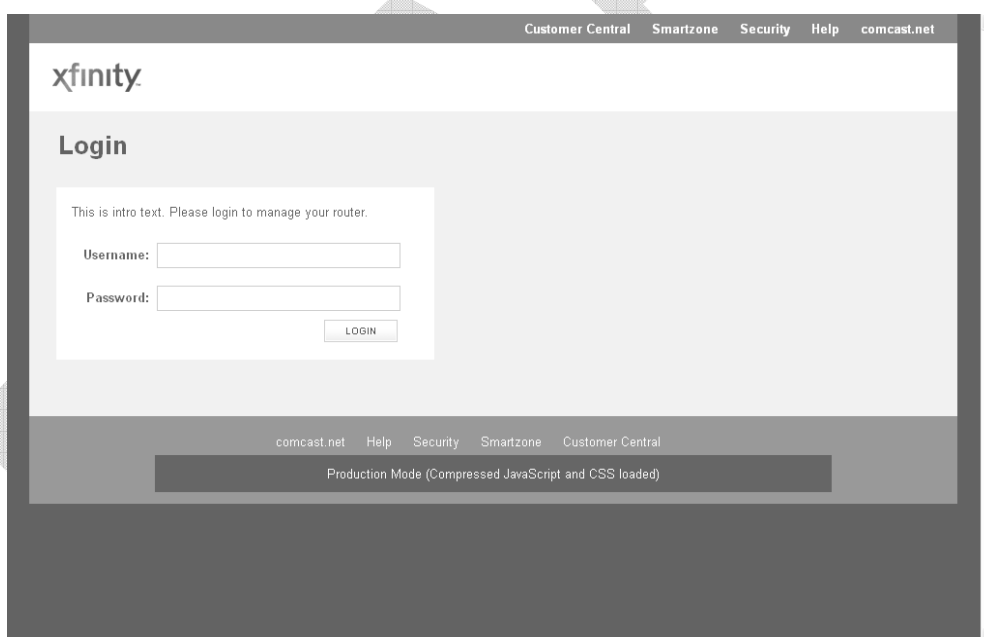 Customer Central Smartzone Security Help comcast.net
xfinity
Login
This is intro text. Please login to manage your router.
Username:
Password:
LOGIN
comcast.net Help Security Smartzone Customer Central
Production Mode (Compressed JavaScript and CSS loaded)